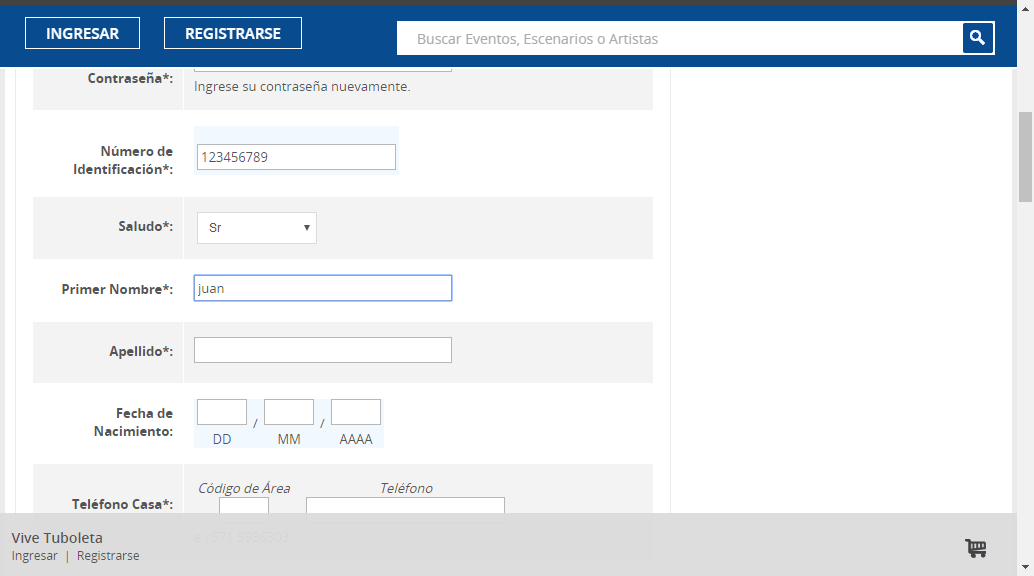 INGRESAR REGISTRARSE Buscar Eventos, Escenarios o Artistas
Contraseña*:
Ingrese su contraseña nuevamente.
Número de
Identificación*: 123456789
Saludo*: Sr
Primer Nombre*: juan
Apellido*:
Fecha de
Nacimiento: / /
DD MM AAAA
Código de Área Teléfono
Teléfono Casa*:
Vive Tuboleta
Ingresar | Registrarse